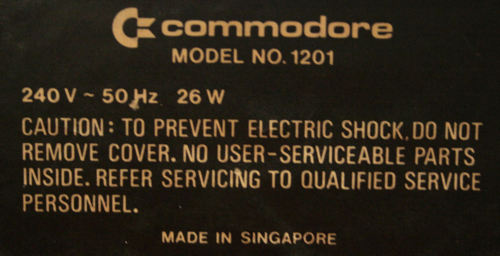 commodore
MODEL NO. 1201
240 V ~ 50 Hz 26 W
CAUTION: TO PREVENT ELECTRIC SHOCK, DO NOT
REMOVE COVER. NO USER-SERVICEABLE PARTS
INSIDE. REFER SERVICING TO QUALIFIED SERVICE
PERSONNEL.
MADE IN SINGAPORE